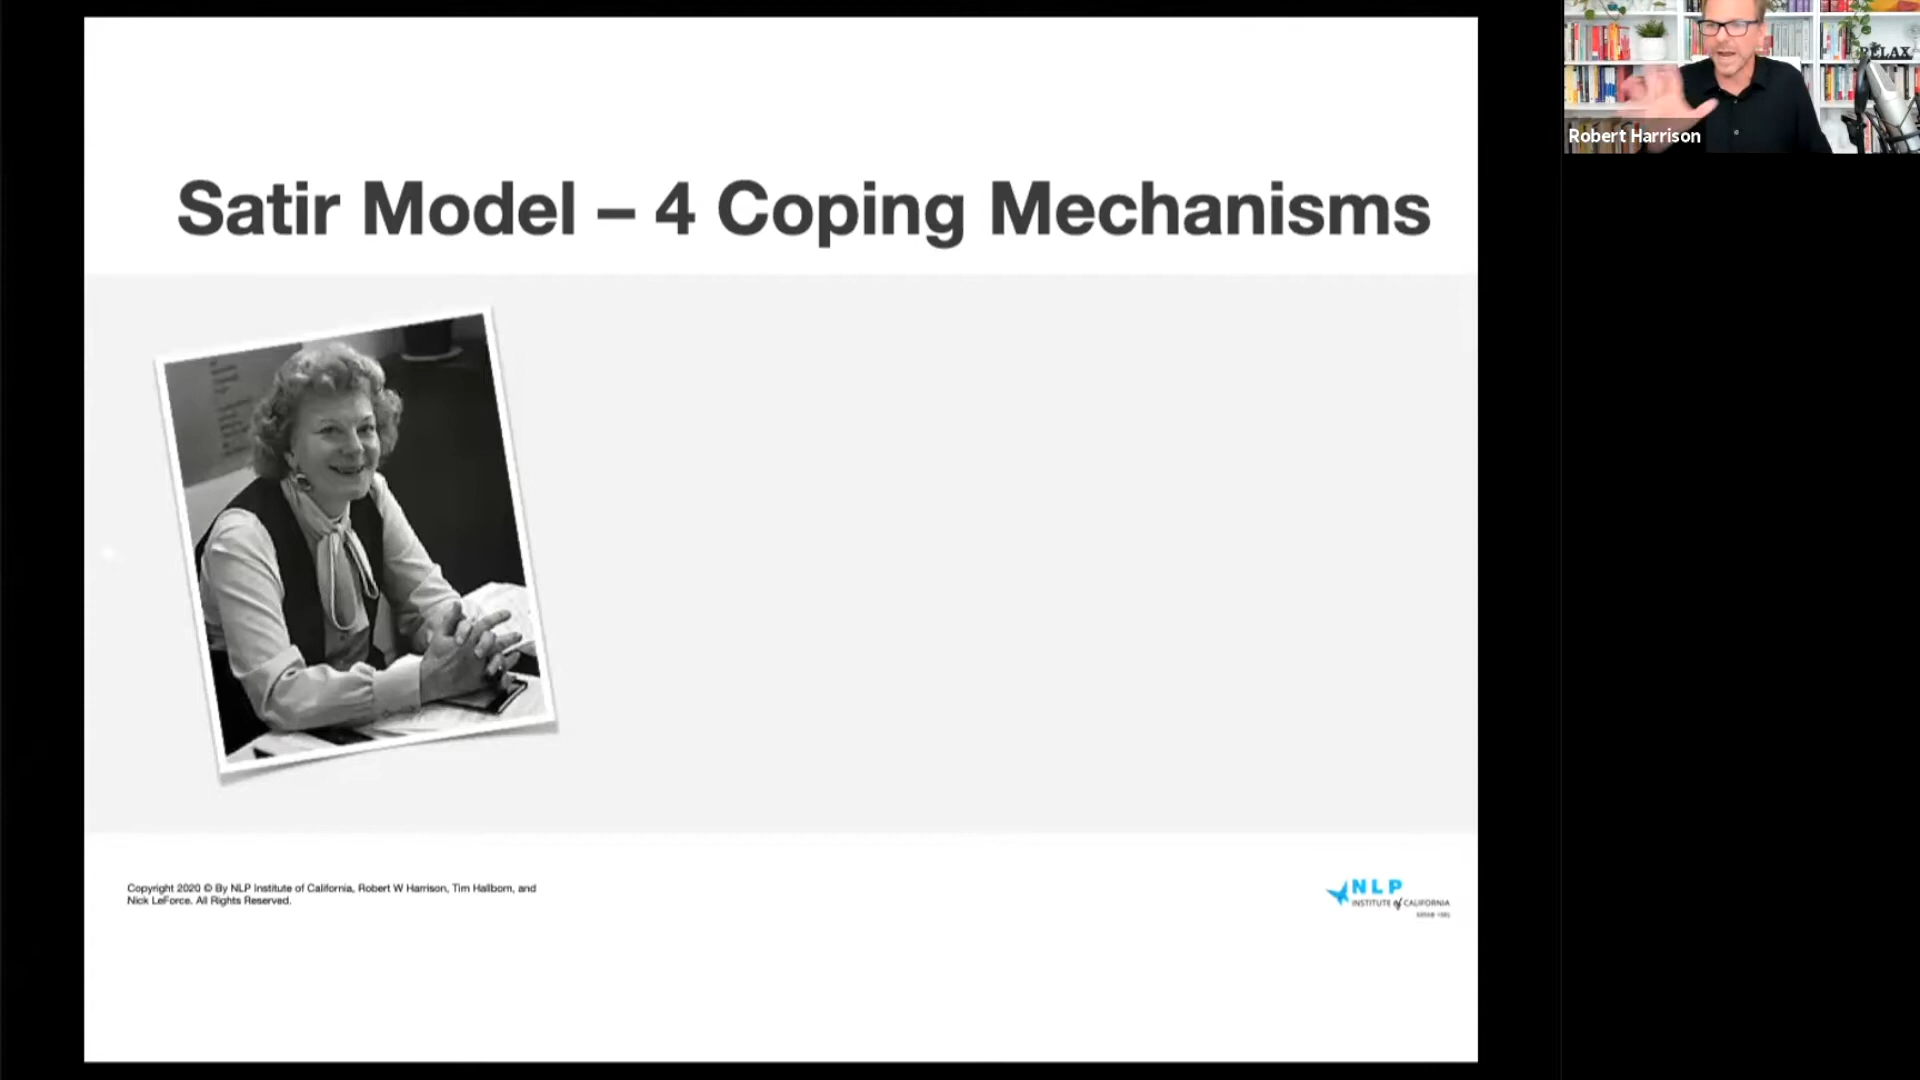 Satir Model – 4 Coping Mechanisms
Copyright 2020 © By NLP Institute of California, Robert W Harrison, Tim Hallbom, and
Nick LeForce. All Rights Reserved.
NLP
INSTITUTE of CALIFORNIA
RELAX
Robert Harrison